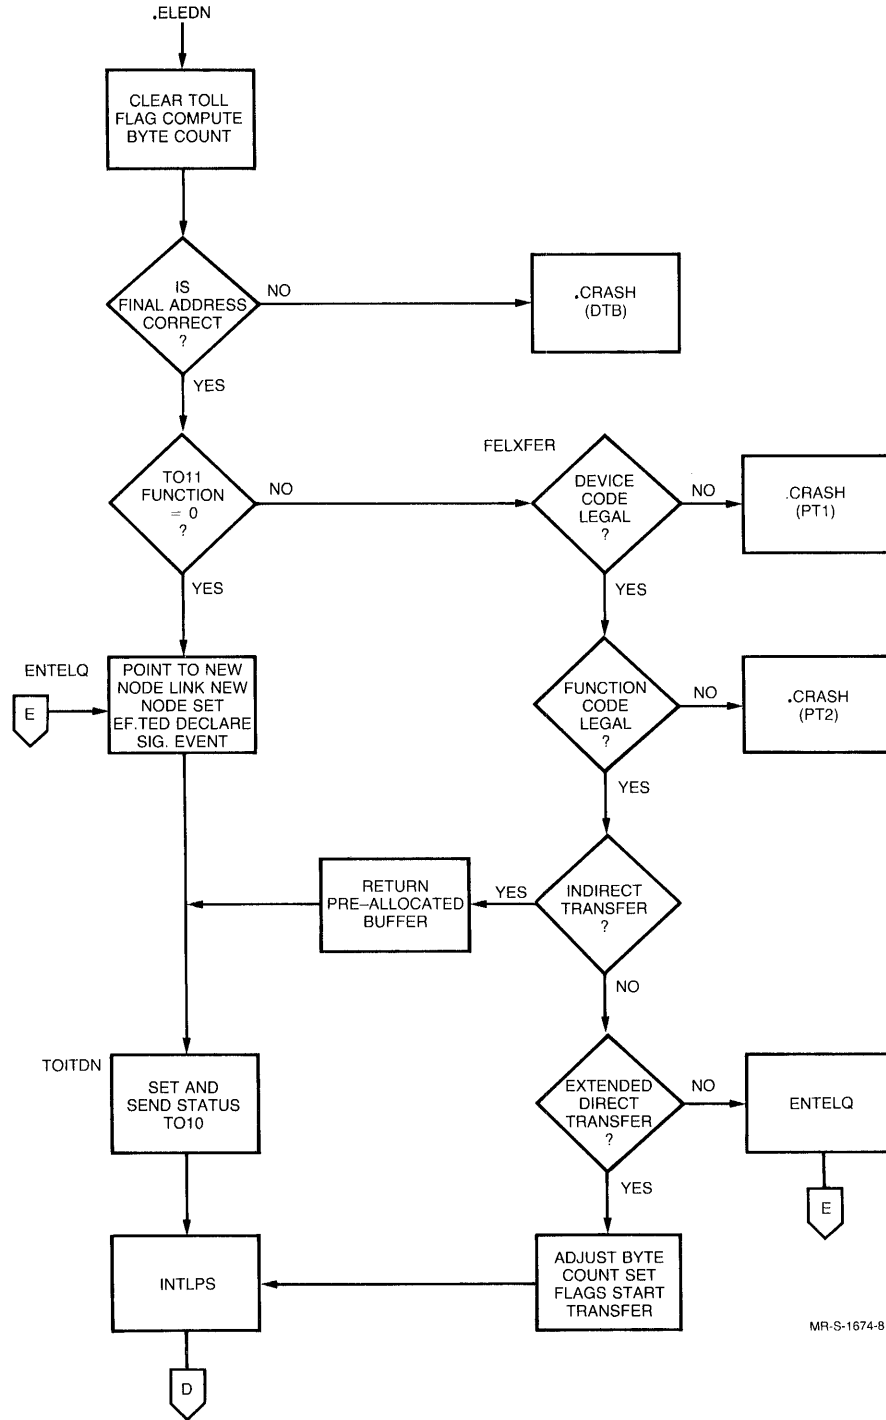 .ELEDN
CLEAR TOLL
FLAG COMPUTE
BYTE COUNT
IS
FINAL ADDRESS
CORRECT
?
NO
.CRASH
(DTB)
YES
TO11
FUNCTION
= 0
?
NO
FELXFER
DEVICE
CODE
LEGAL
?
NO
.CRASH
(PT1)
YES
YES
ENTELQ
E
POINT TO NEW
NODE LINK NEW
NODE SET
EF.TED DECLARE
SIG. EVENT
FUNCTION
CODE
LEGAL
?
NO
.CRASH
(PT2)
YES
INDIRECT
TRANSFER
?
YES
RETURN
PRE-ALLOCATED
BUFFER
NO
TOITDN
SET AND
SEND STATUS
TO10
EXTENDED
DIRECT
TRANSFER
?
NO
ENTELQ
E
YES
INTLPS
ADJUST BYTE
COUNT SET
FLAGS START
TRANSFER
D
MR-S-1674-8